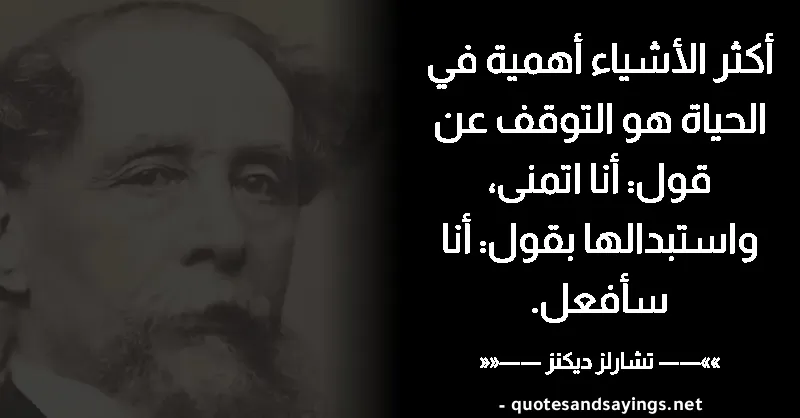 أكثر الأشياء أهمية في
الحياة هو التوقف عن
قول: أنا اتمنى،
واستبدالها بقول: أنا
سأفعل.
»»—— تشارلز ديكنز ——««
- quotesandsayings.net